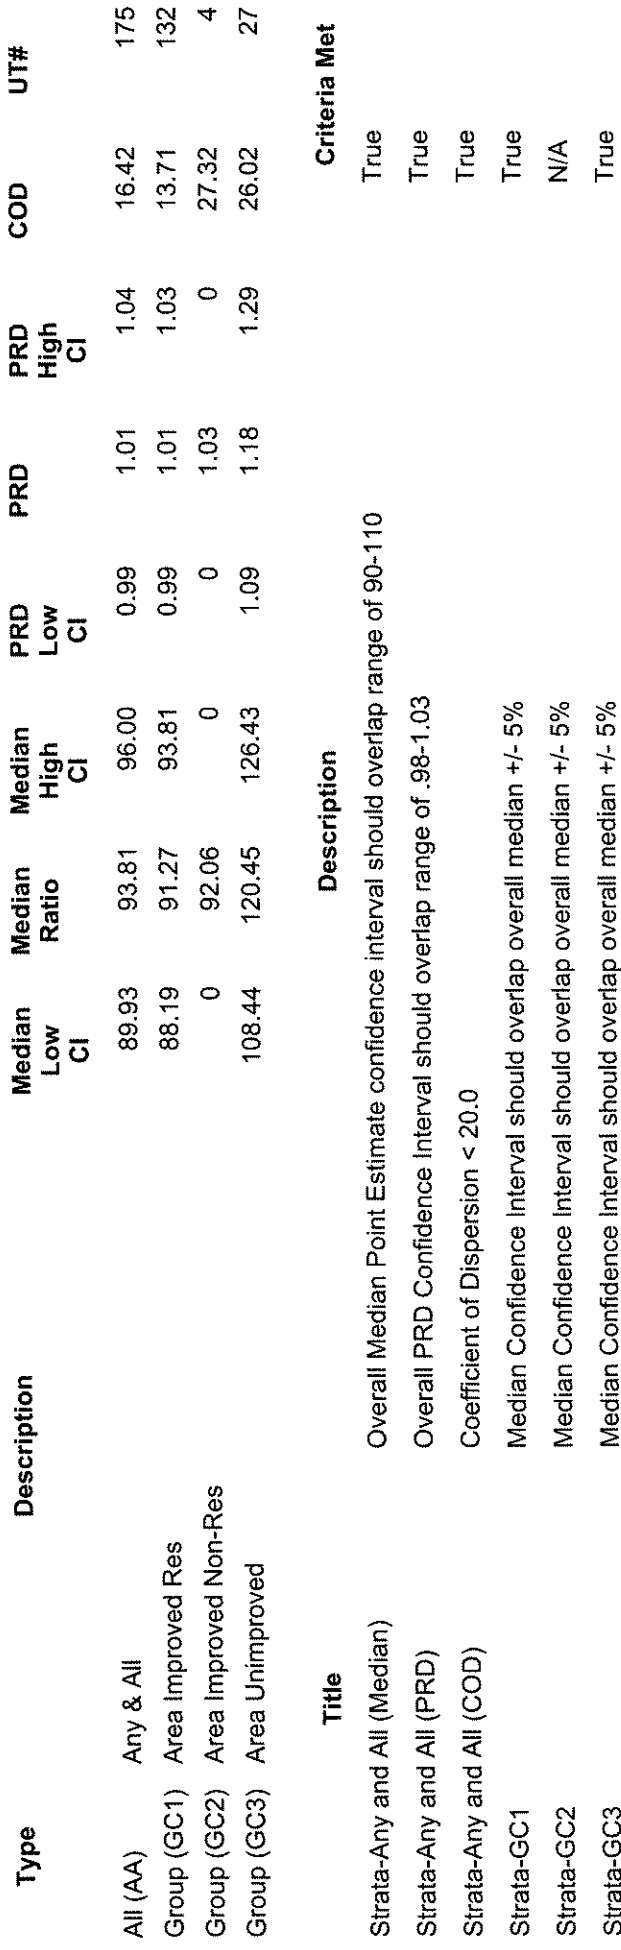 Type Description Median Low CI Median Ratio Median High CI PRD Low CI PRD PRD High CI COD UT#
All (AA) Any & All 89.93 93.81 96.00 0.99 1.01 1.04 16.42 175
Group (GC1) Area Improved Res 88.19 91.27 93.81 0.99 1.01 1.03 13.71 132
Group (GC2) Area Improved Non-Res 0 92.06 0 0 1.03 0 27.32 4
Group (GC3) Area Unimproved 108.44 120.45 126.43 1.09 1.18 1.29 26.02 27
Title Description Criteria Met
Strata-Any and All (Median) Overall Median Point Estimate confidence interval should overlap range of 90-110 True
Strata-Any and All (PRD) Overall PRD Confidence Interval should overlap range of .98-1.03 True
Strata-Any and All (COD) Coefficient of Dispersion < 20.0 True
Strata-GC1 Median Confidence Interval should overlap overall median +/- 5% True
Strata-GC2 Median Confidence Interval should overlap overall median +/- 5% N/A
Strata-GC3 Median Confidence Interval should overlap overall median +/- 5% True